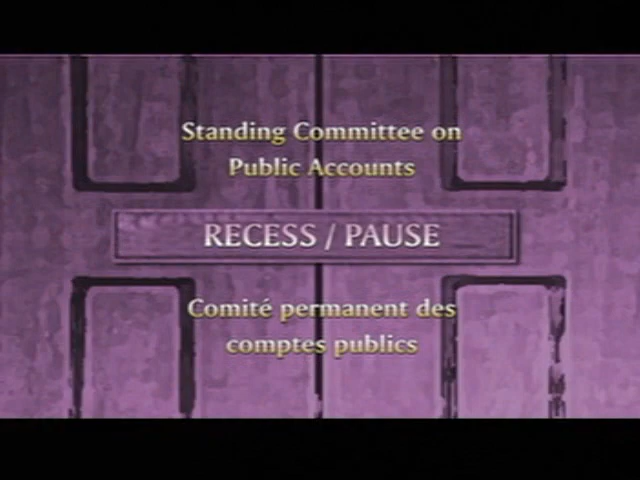 Standing Committee on
Public Accounts
RECESS / PAUSE
Comité permanent des
comptes publics